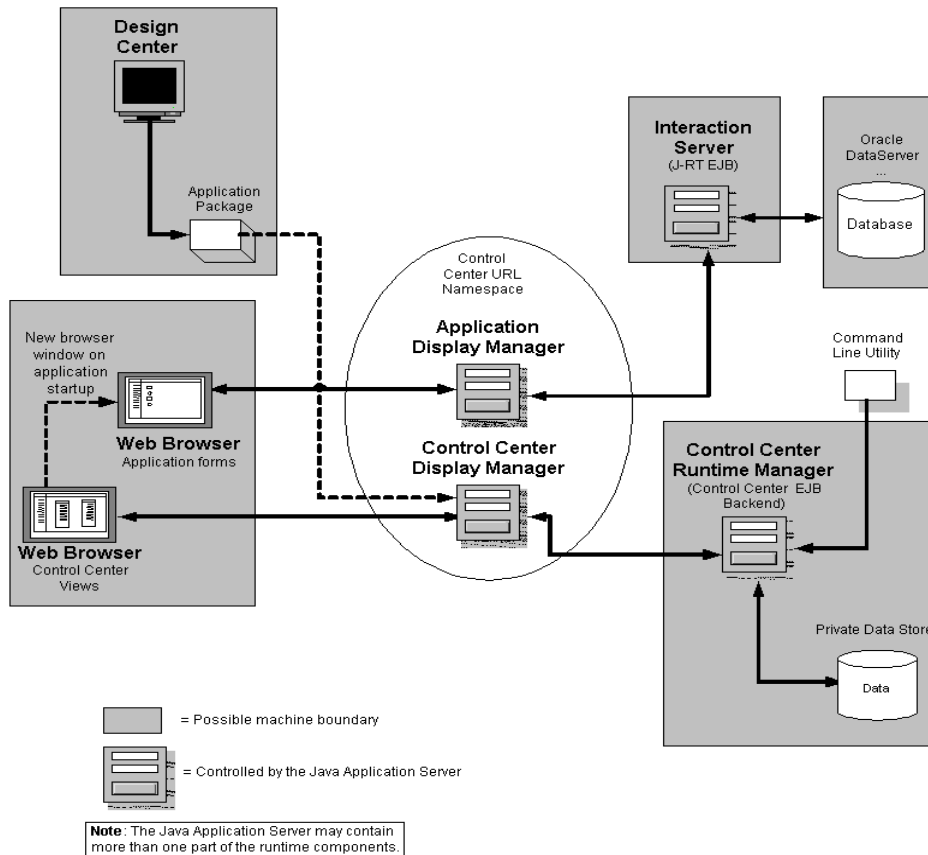 Design
Center
Application
Package
Interaction
Server
(J-RT EJB)
Oracle
DataServer
...
Database
Control
Center URL
Namespace
Application
Display Manager
New browser
window on
application
startup
Web Browser
Application forms
Control Center
Display Manager
Web Browser
Control Center
Views
Command
Line Utility
Control Center
Runtime Manager
(Control Center EJB
Backend)
Private Data Store
Data
= Possible machine boundary
= Controlled by the Java Application Server
Note: The Java Application Server may contain
more than one part of the runtime components.